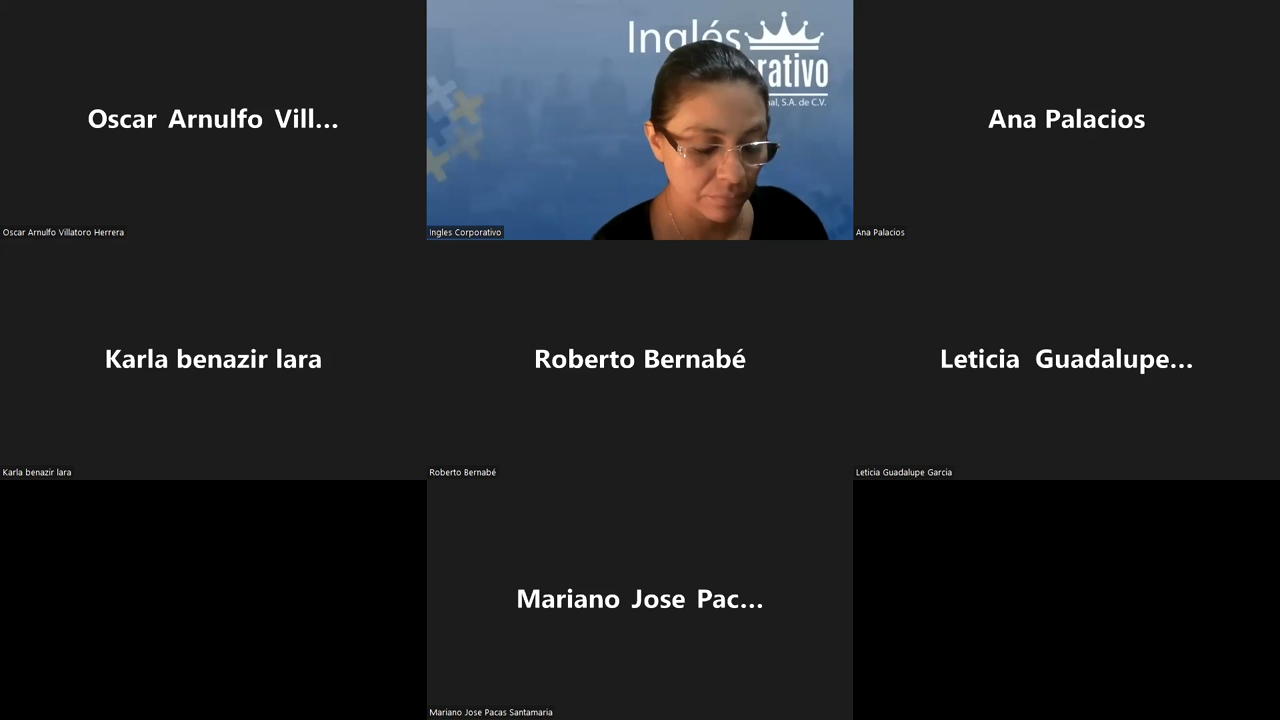 Oscar Arnulfo Vill...
Oscar Arnulfo Villatoro Herrera
Inglés
rativo
nal, S.A. de C.V.
Ingles Corporativo
Ana Palacios
Ana Palacios
Karla benazir lara
Karla benazir lara
Roberto Bernabé
Roberto Bernabé
Leticia Guadalupe...
Leticia Guadalupe Garcia
Mariano Jose Pac...
Mariano Jose Pacas Santamaria